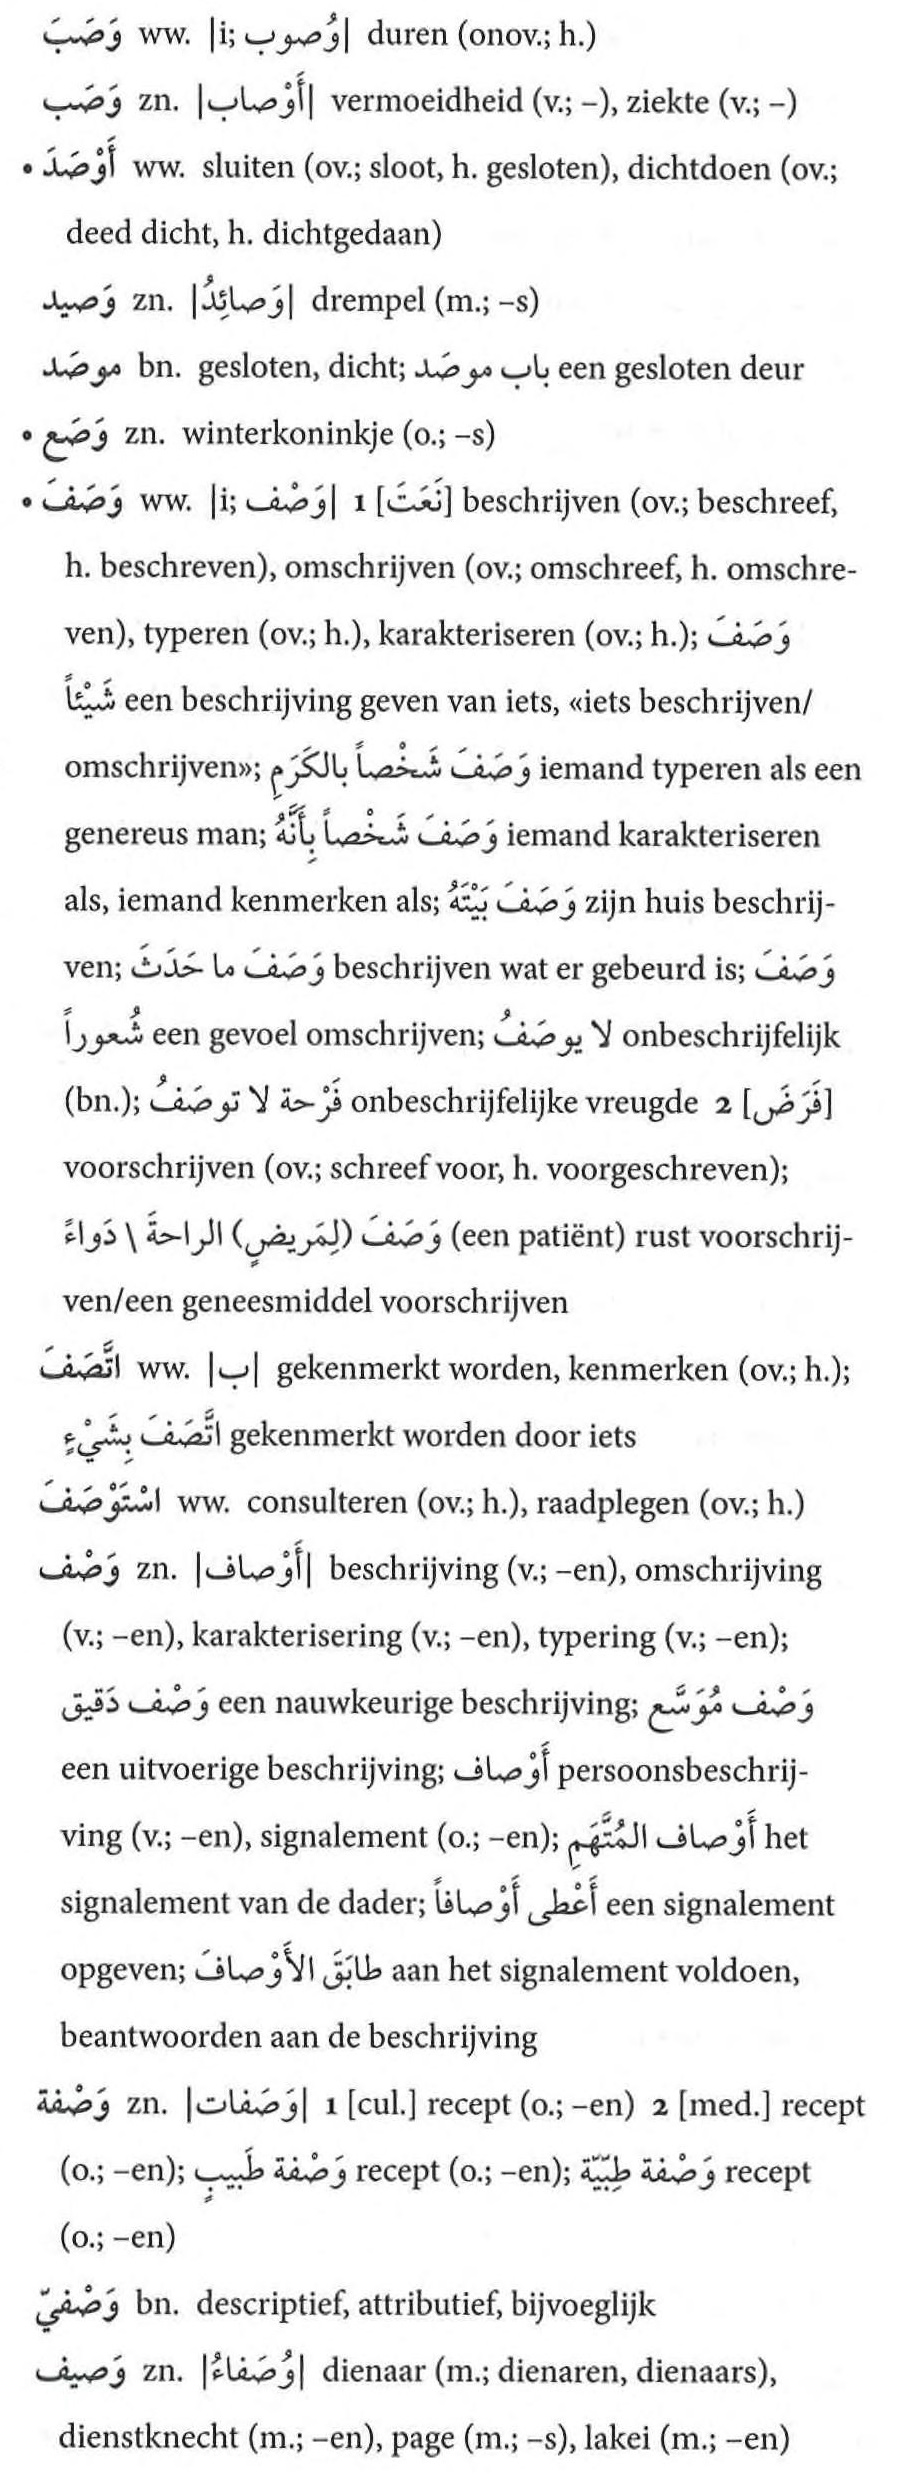 وَصَبَ ww. |i; وُصوب| duren (onov.; h.)
وَصَب zn. |أَوْصاب| vermoeidheid (v.; –), ziekte (v.; –)
• أَوْصَدَ ww. sluiten (ov.; sloot, h. gesloten), dichtdoen (ov.;
deed dicht, h. dichtgedaan)
وَصيد zn. |وَصائِدُ| drempel (m.; –s)
موصَد bn. gesloten, dicht; باب موصَد een gesloten deur
• وَصَع zn. winterkoninkje (o.; –s)
• وَصَفَ ww. |i; وَصْف| 1 [نَعَتَ] beschrijven (ov.; beschreef,
h. beschreven), omschrijven (ov.; omschreef, h. omschre-
ven), typeren (ov.; h.), karakteriseren (ov.; h.); وَصَفَ
شَيْئاً een beschrijving geven van iets, «iets beschrijven/
omschrijven»; وَصَفَ شَخْصاً بِالكَرَمِ iemand typeren als een
genereus man; وَصَفَ شَخْصاً بِأَنَّهُ iemand karakteriseren
als, iemand kenmerken als; وَصَفَ بَيْتَهُ zijn huis beschrij-
ven; وَصَفَ ما حَدَثَ beschrijven wat er gebeurd is; وَصَفَ
شُعوراً een gevoel omschrijven; لا يوصَفُ onbeschrijfelijk
(bn.); فَرْحة لا توصَفُ onbeschrijfelijke vreugde 2 [فَرَضَ]
voorschrijven (ov.; schreef voor, h. voorgeschreven);
وَصَفَ (لِمَريضٍ) الراحةَ \ دَواءً (een patiënt) rust voorschrij-
ven/een geneesmiddel voorschrijven
اتَّصَفَ ww. |ب| gekenmerkt worden, kenmerken (ov.; h.);
اتَّصَفَ بِشَيْءٍ gekenmerkt worden door iets
اسْتَوْصَفَ ww. consulteren (ov.; h.), raadplegen (ov.; h.)
وَصْف zn. |أَوْصاف| beschrijving (v.; –en), omschrijving
(v.; –en), karakterisering (v.; –en), typering (v.; –en);
وَصْف دَقيق een nauwkeurige beschrijving; وَصْف مُوَسَّع
een uitvoerige beschrijving; أَوْصاف persoonsbeschrij-
ving (v.; –en), signalement (o.; –en); أَوْصاف المُتَّهَمِ het
signalement van de dader; أَعْطى أَوْصافاً een signalement
opgeven; طابَقَ الأَوْصافَ aan het signalement voldoen,
beantwoorden aan de beschrijving
وَصْفة zn. |وَصَفات| 1 [cul.] recept (o.; –en) 2 [med.] recept
(o.; –en); وَصْفة طَبيبٍ recept (o.; –en); وَصْفة طِبِّيّة recept
(o.; –en)
وَصْفيّ bn. descriptief, attributief, bijvoeglijk
وَصيف zn. |وُصَفاءُ| dienaar (m.; dienaren, dienaars),
dienstknecht (m.; –en), page (m.; –s), lakei (m.; –en)